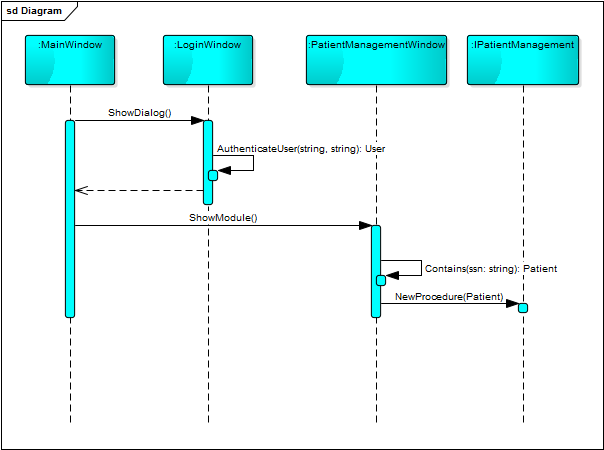 sd Diagram
:MainWindow
:LoginWindow
:PatientManagementWindow
:IPatientManagement
ShowDialog()
AuthenticateUser(string, string): User
ShowModule()
Contains(ssn: string): Patient
NewProcedure(Patient)